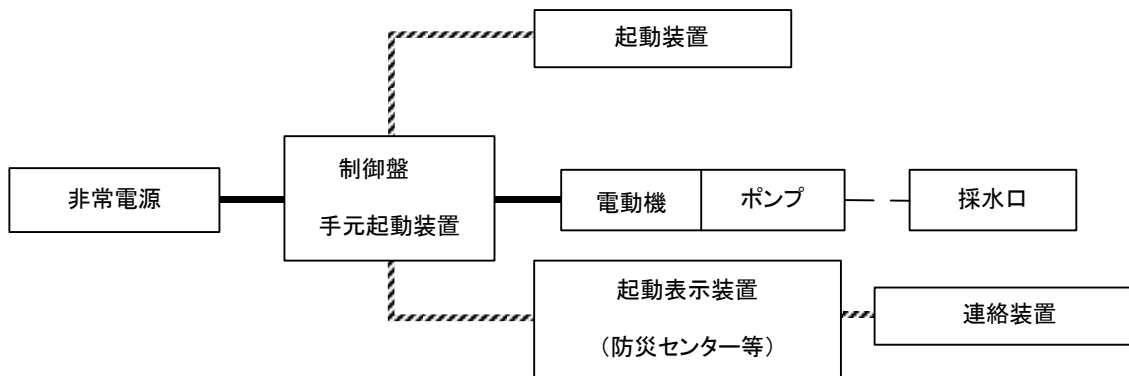 起動装置
制御盤
手元起動装置
非常電源
電動機
ポンプ
採水口
起動表示装置
（防災センター等）
連絡装置